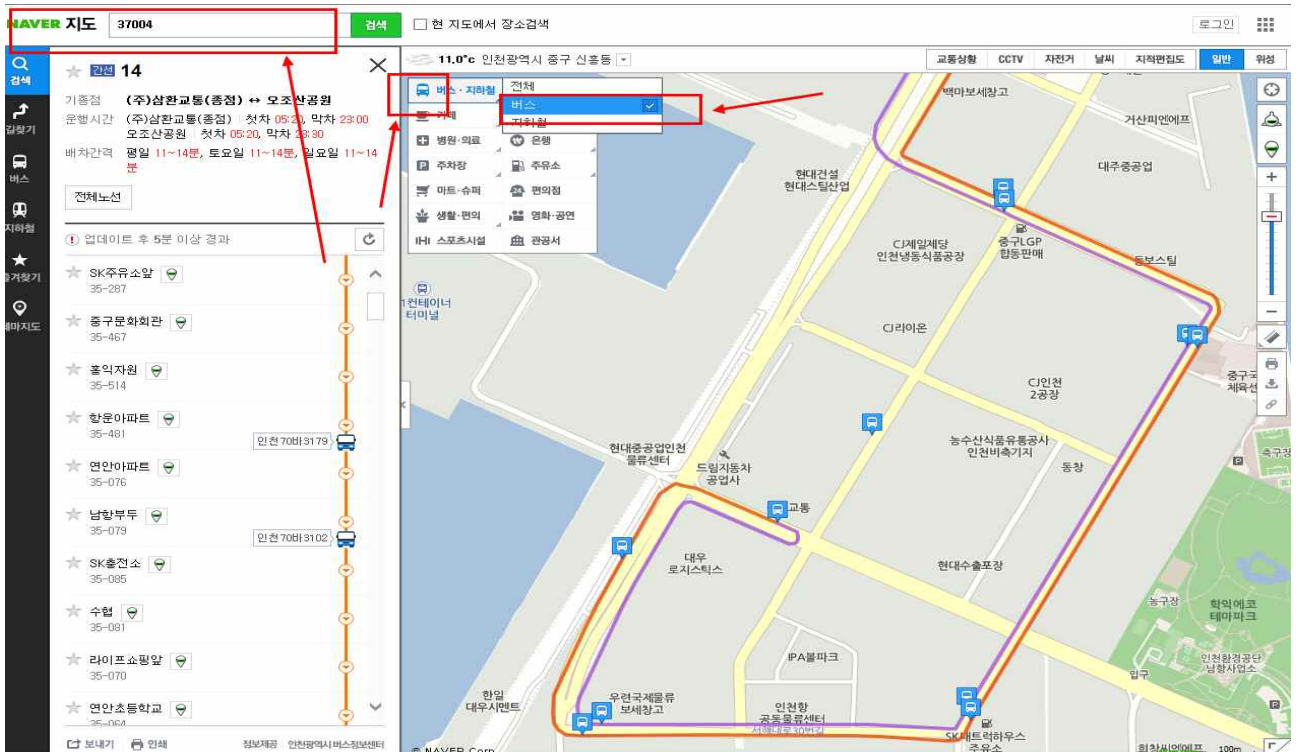 NAVER 지도
37004
검색
현 지도에서 장소검색
로그인
검색
길찾기
버스
지하철
즐겨찾기
테마지도
간선 14
기종점 (주)삼환교통(종점) ↔ 오조산공원
운행시간 (주)삼환교통(종점) 첫차 05:20, 막차 23:00
오조산공원 첫차 05:20, 막차 23:30
배차간격 평일 11~14분, 토요일 11~14분, 일요일 11~14
분
전체노선
업데이트 후 5분 이상 경과
SK주유소앞
35-287
중구문화회관
35-467
홍익자원
35-514
항운아파트
35-481
인천70바3179
연안아파트
35-076
남항부두
35-079
인천70바3102
SK충전소
35-085
수협
35-081
라이프쇼핑앞
35-070
연안초등학교
35-064
보내기 인쇄
정보제공 인천광역시버스정보센터
11.0°c 인천광역시 중구 신흥동
교통상황 CCTV 자전거 날씨 지적편집도 일반 위성
버스·지하철
전체
버스
지하철
카페
병원·의료 은행
주차장 주유소
마트·슈퍼 편의점
생활·편의 영화·공연
스포츠시설 관공서
백마보세창고
거산피엔에프
대주중공업
현대건설
현대스틸산업
중구LGP
합동판매
CJ제일제당
인천냉동식품공장
동보스틸
1컨테이너
터미널
CJ라이온
CJ인천
2공장
중구국
체육센
현대중공업인천
물류센터
드림자동차
공업사
농수산식품유통공사
인천비축기지
동창
축구장
교통
대우
로지스틱스
현대수출포장
농구장
학익에코
테마파크
IPA볼파크
인천환경공단
남항사업소
입구
한일
대우시멘트
우련국제물류
보세창고
인천항
공동물류센터
서해대로30번길
SK내트럭하우스
주유소
희창씨앤에프
100m
© NAVER Corp.